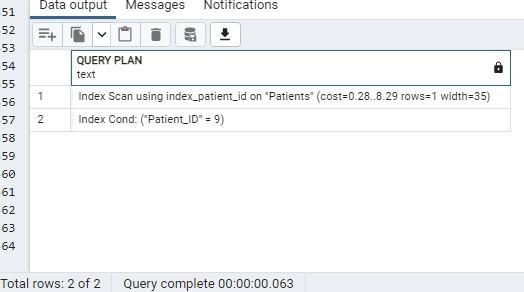 51
Data output Messages Notifications
52
53
54
QUERY PLAN
text
55
56
1 Index Scan using index_patient_id on "Patients" (cost=0.28..8.29 rows=1 width=35)
57
2 Index Cond: ("Patient_ID" = 9)
58
59
60
61
62
63
64
Total rows: 2 of 2 Query complete 00:00:00.063